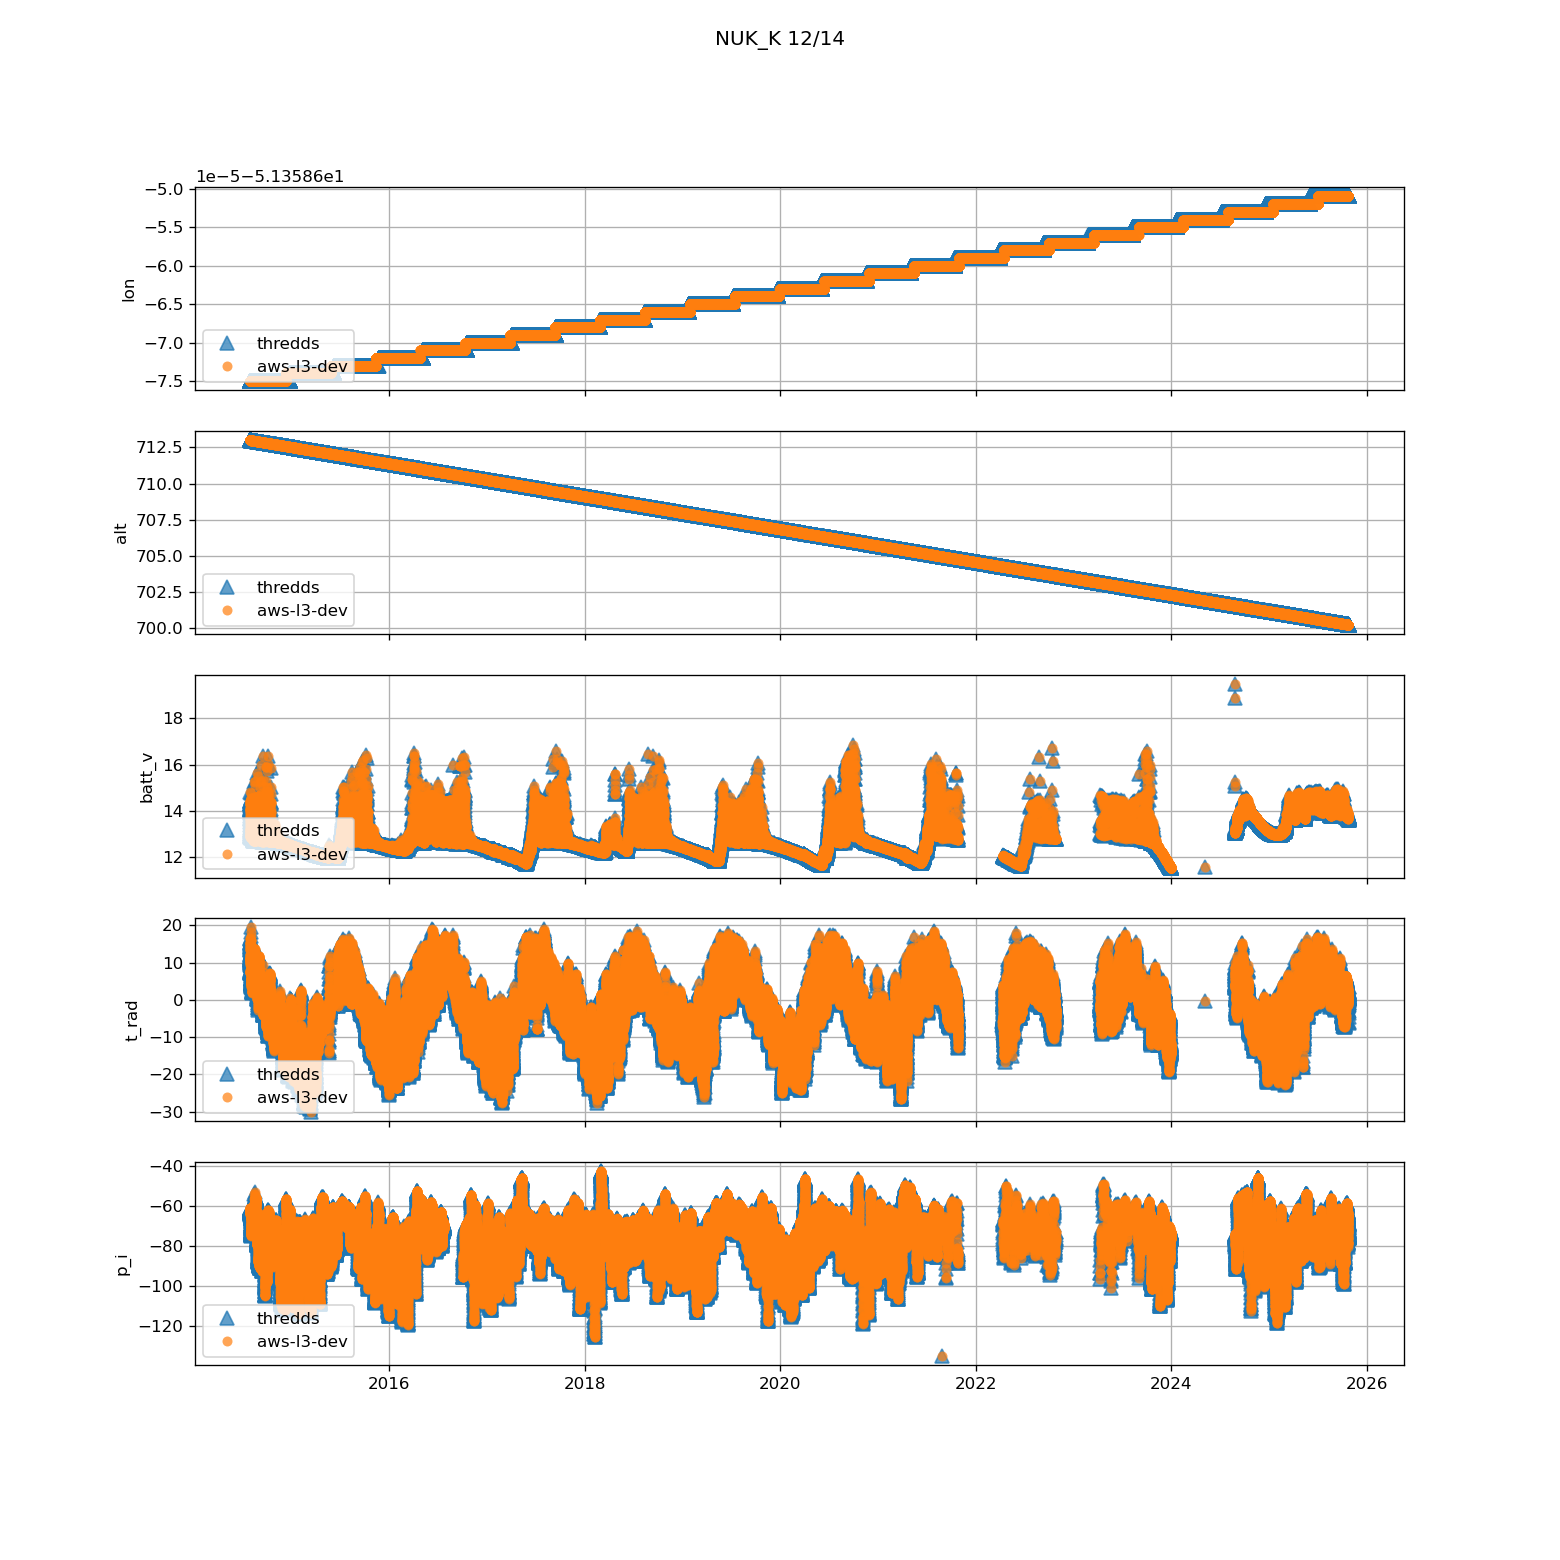 NUK_K 12/14
1e−5−5.13586e1
−5.0
−5.5
−6.0
−6.5
−7.0
−7.5
lon
thredds
aws-l3-dev
712.5
710.0
707.5
705.0
702.5
700.0
alt
thredds
aws-l3-dev
18
16
14
12
batt_v
thredds
aws-l3-dev
20
10
0
−10
−20
−30
t_rad
thredds
aws-l3-dev
−40
−60
−80
−100
−120
p_i
thredds
aws-l3-dev
2016 2018 2020 2022 2024 2026